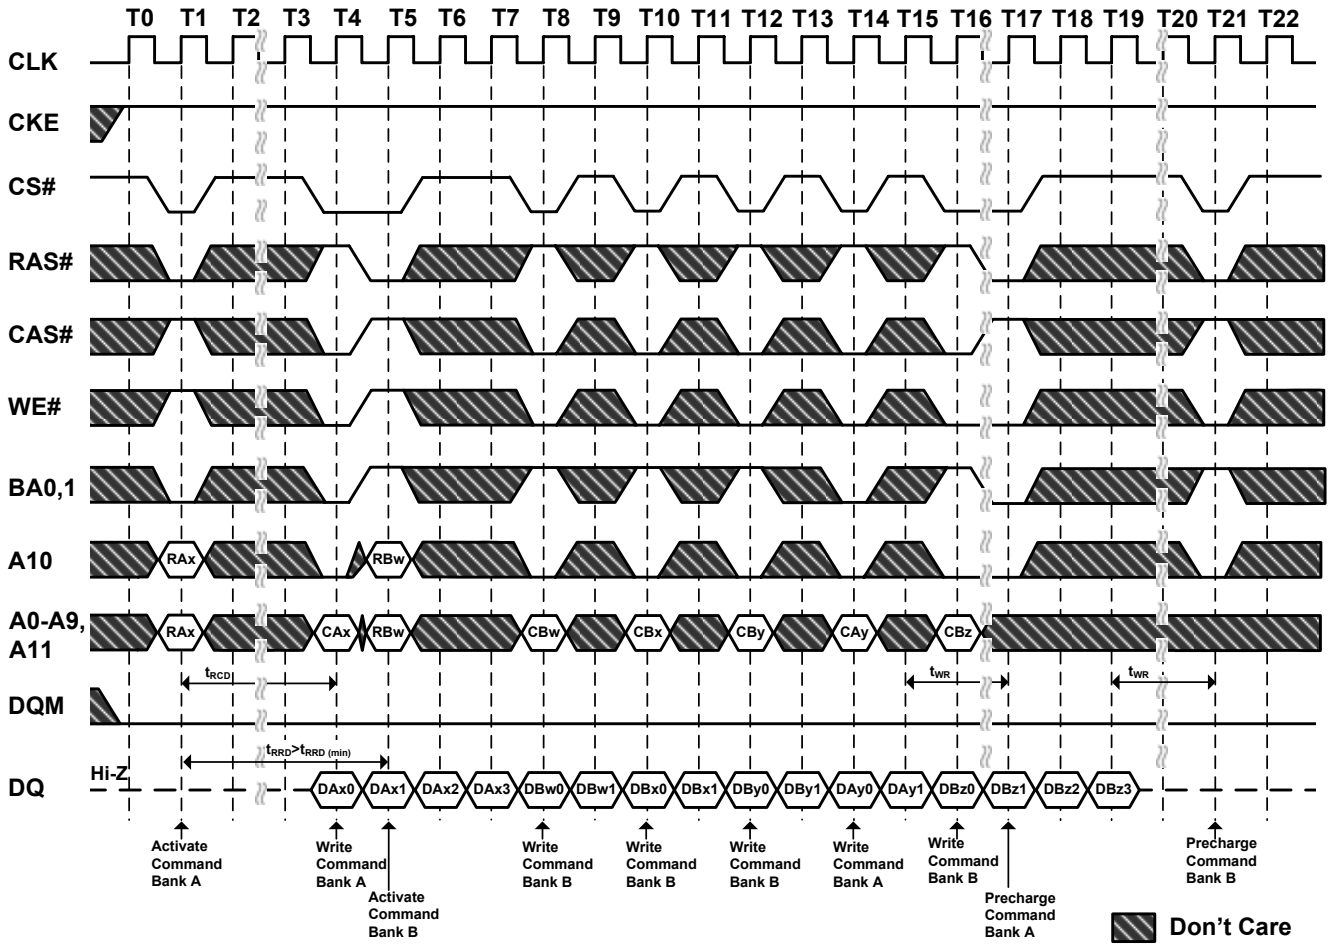 T0 T1 T2 T3 T4 T5 T6 T7 T8 T9 T10 T11 T12 T13 T14 T15 T16 T17 T18 T19 T20 T21 T22
CLK
CKE
CS#
RAS#
CAS#
WE#
BA0,1
A10
RAx RBw
A0-A9,
A11
RAx CAx RBw CBw CBx CBy CAy CBz
tRCD tWR tWR
DQM
tRRD>tRRD (min)
Hi-Z
DQ
DAx0 DAx1 DAx2 DAx3 DBw0 DBw1 DBx0 DBx1 DBy0 DBy1 DAy0 DAy1 DBz0 DBz1 DBz2 DBz3
Activate
Command
Bank A
Write
Command
Bank A
Activate
Command
Bank B
Write
Command
Bank B
Write
Command
Bank B
Write
Command
Bank B
Write
Command
Bank A
Write
Command
Bank B
Precharge
Command
Bank A
Precharge
Command
Bank B
Don't Care